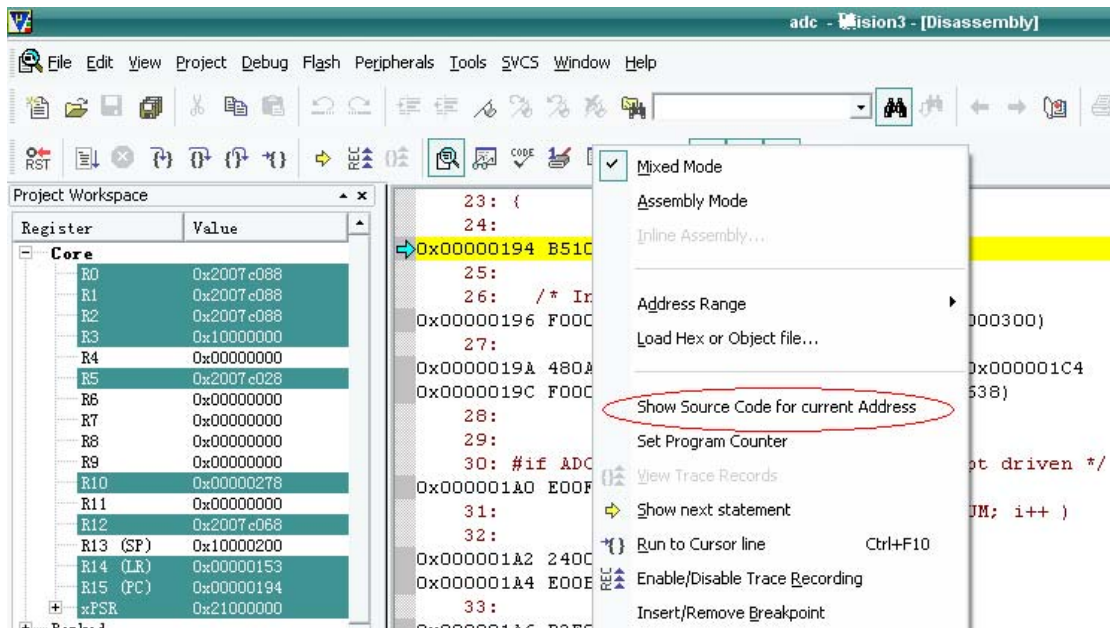 adc - ision3 - [Disassembly]
File Edit View Project Debug Flash Peripherals Tools SVCS Window Help
RST
REC
CODE
Project Workspace
Register Value
Core
R0 0x2007c088
R1 0x2007c088
R2 0x2007c088
R3 0x10000000
R4 0x00000000
R5 0x2007c028
R6 0x00000000
R7 0x00000000
R8 0x00000000
R9 0x00000000
R10 0x00000278
R11 0x00000000
R12 0x2007c068
R13 (SP) 0x10000200
R14 (LR) 0x00000153
R15 (PC) 0x00000194
xPSR 0x21000000
23: {
24:
0x00000194 B510
25:
26: /* In
0x00000196 F000 000300)
27:
0x0000019A 480A 0x000001C4
0x0000019C F000 538)
28:
29:
30: #if ADC pt driven */
0x000001A0 E00F
31: UM; i++ )
32:
0x000001A2 2400
0x000001A4 E00E
33:
Mixed Mode
Assembly Mode
Inline Assembly...
Address Range
Load Hex or Object file...
Show Source Code for current Address
Set Program Counter
View Trace Records
Show next statement
Run to Cursor line Ctrl+F10
REC
Enable/Disable Trace Recording
Insert/Remove Breakpoint